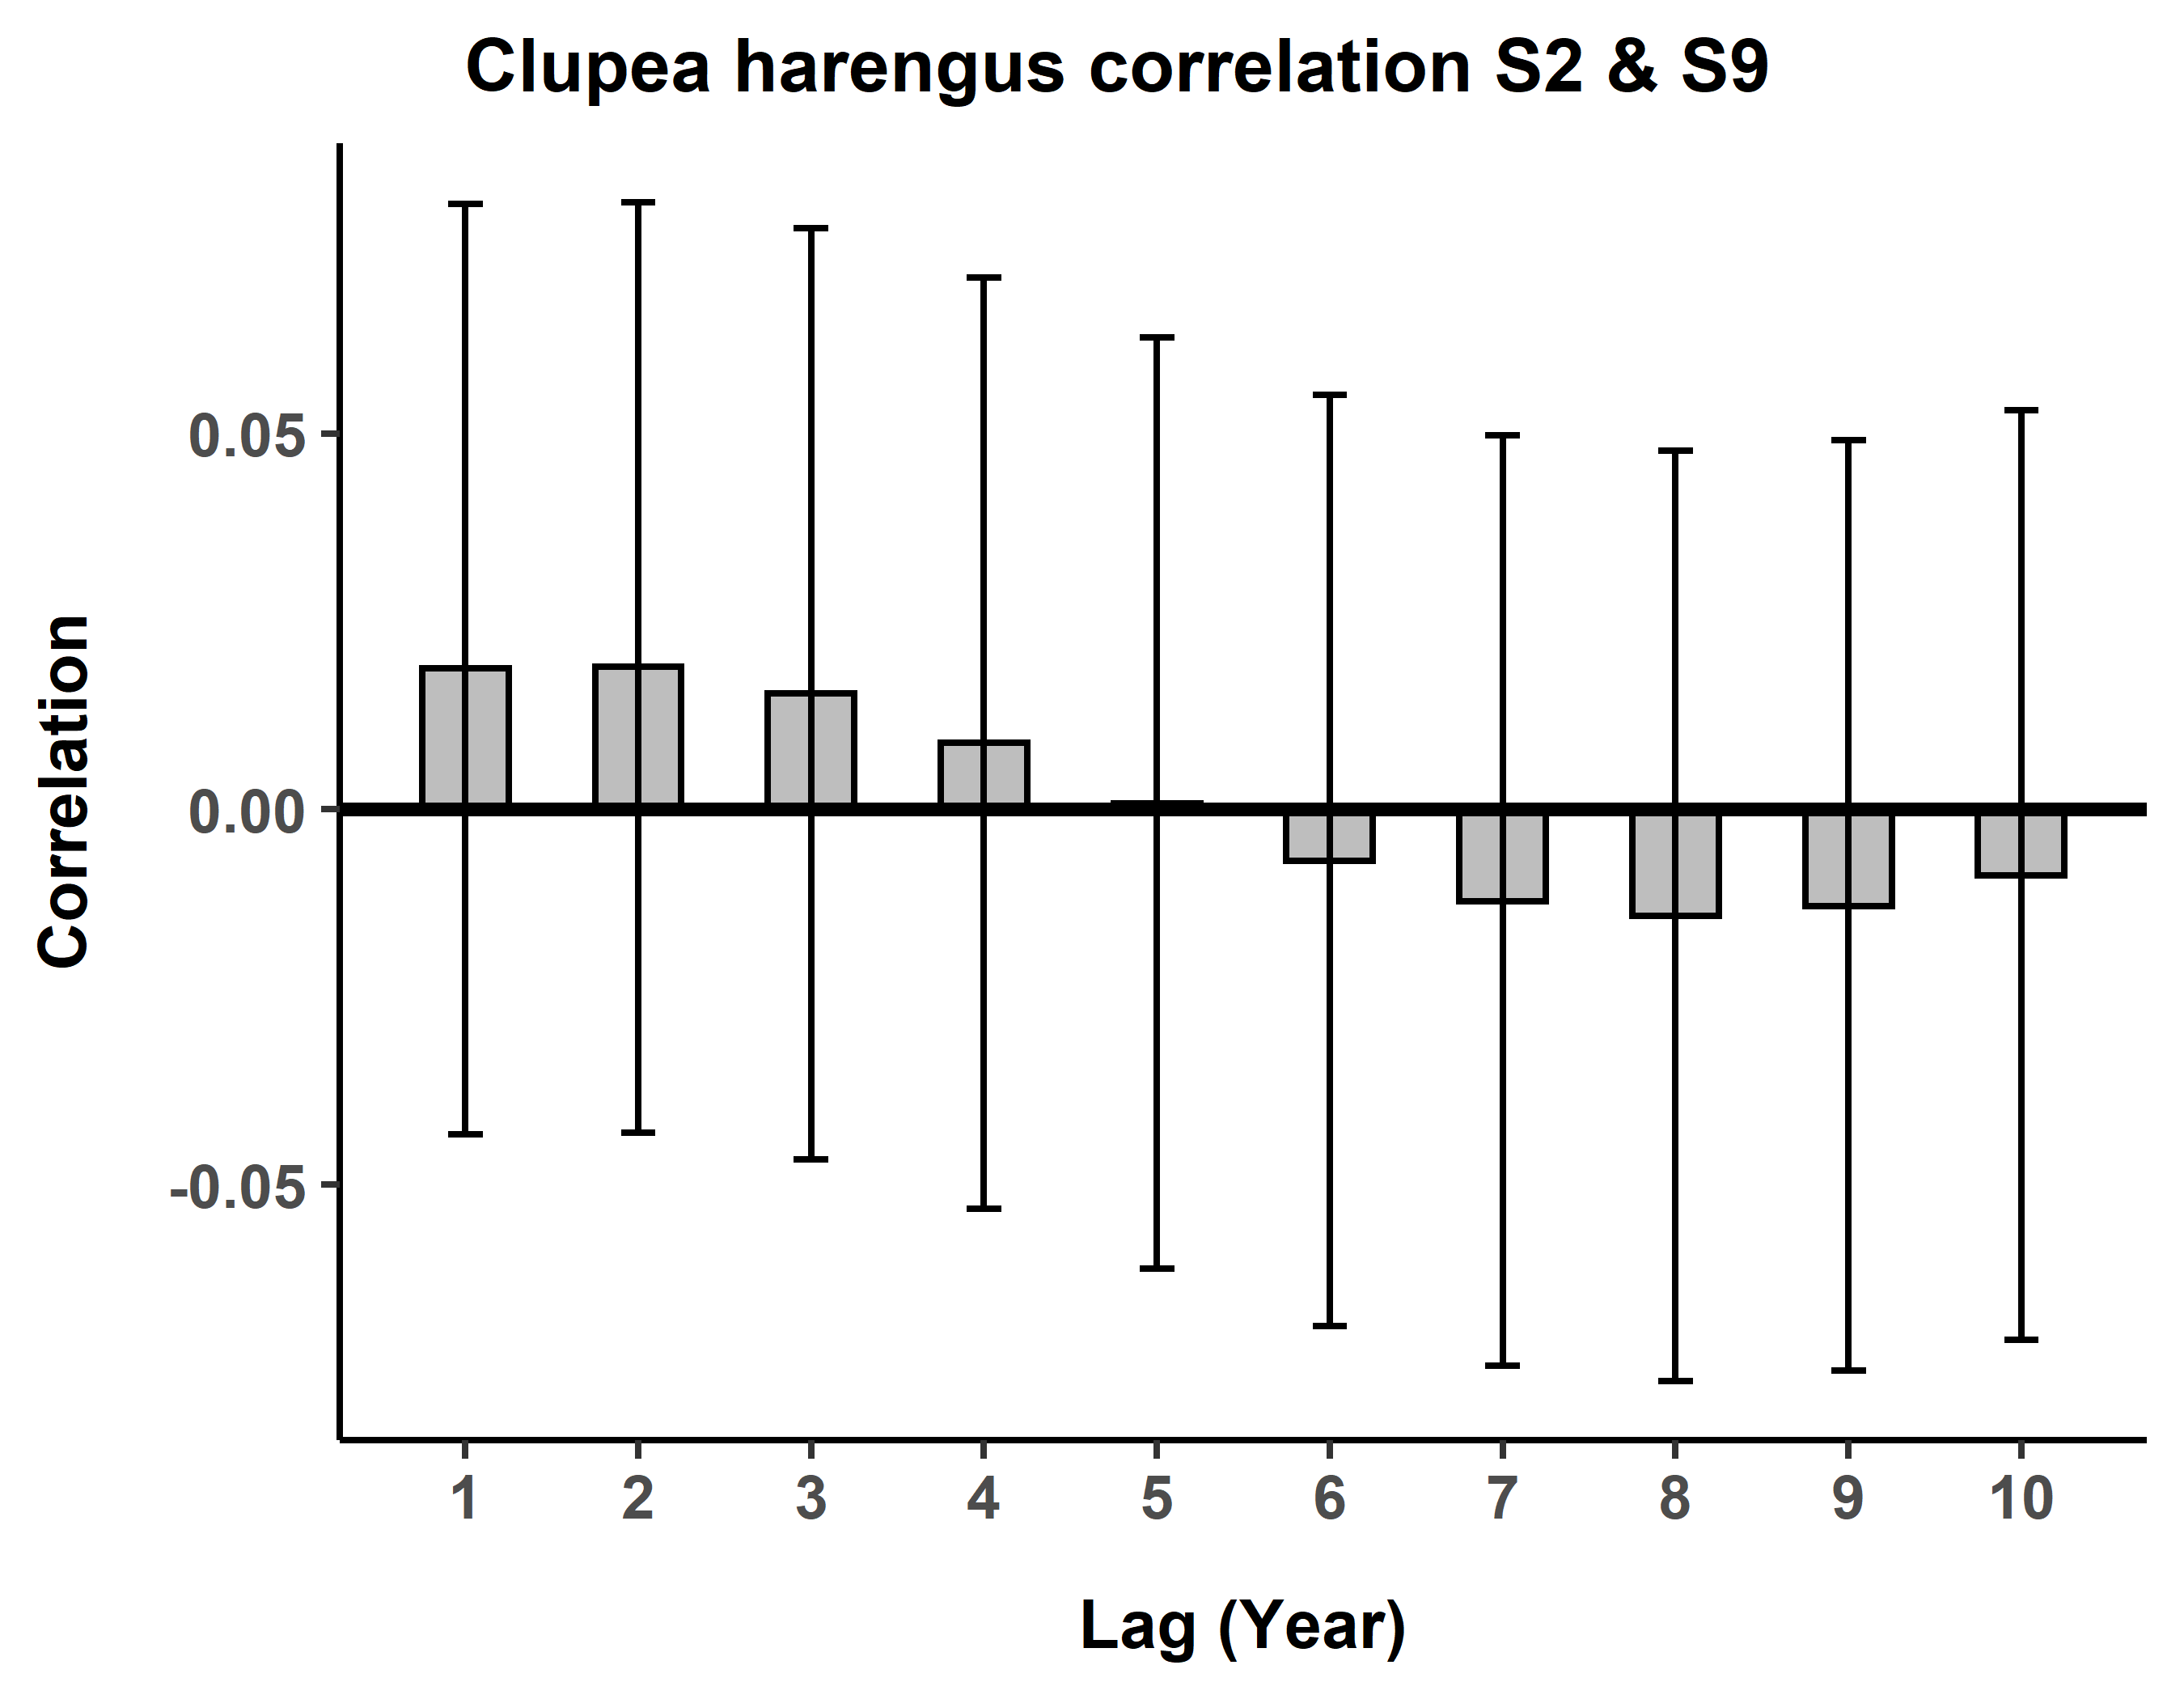 Clupea harengus correlation S2 & S9
Correlation
0.05
0.00
-0.05
1 2 3 4 5 6 7 8 9 10
Lag (Year)